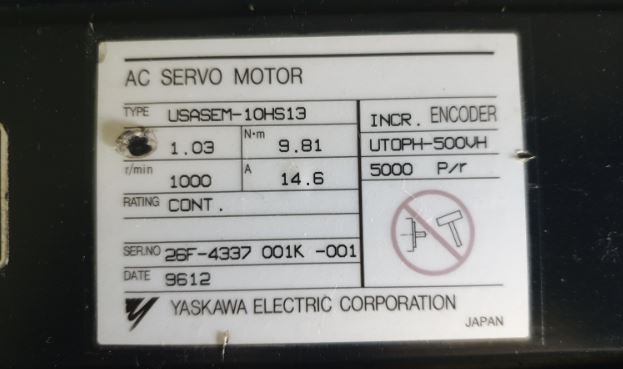 AC SERVO MOTOR
TYPE USASEM-10HS13
1.03 N·m 9.81
r/min 1000 A 14.6
RATING CONT.
SER.NO 26F-4337 001K -001
DATE 9612
INCR. ENCODER
UTOPH-500VH
5000 P/r
YASKAWA ELECTRIC CORPORATION
JAPAN